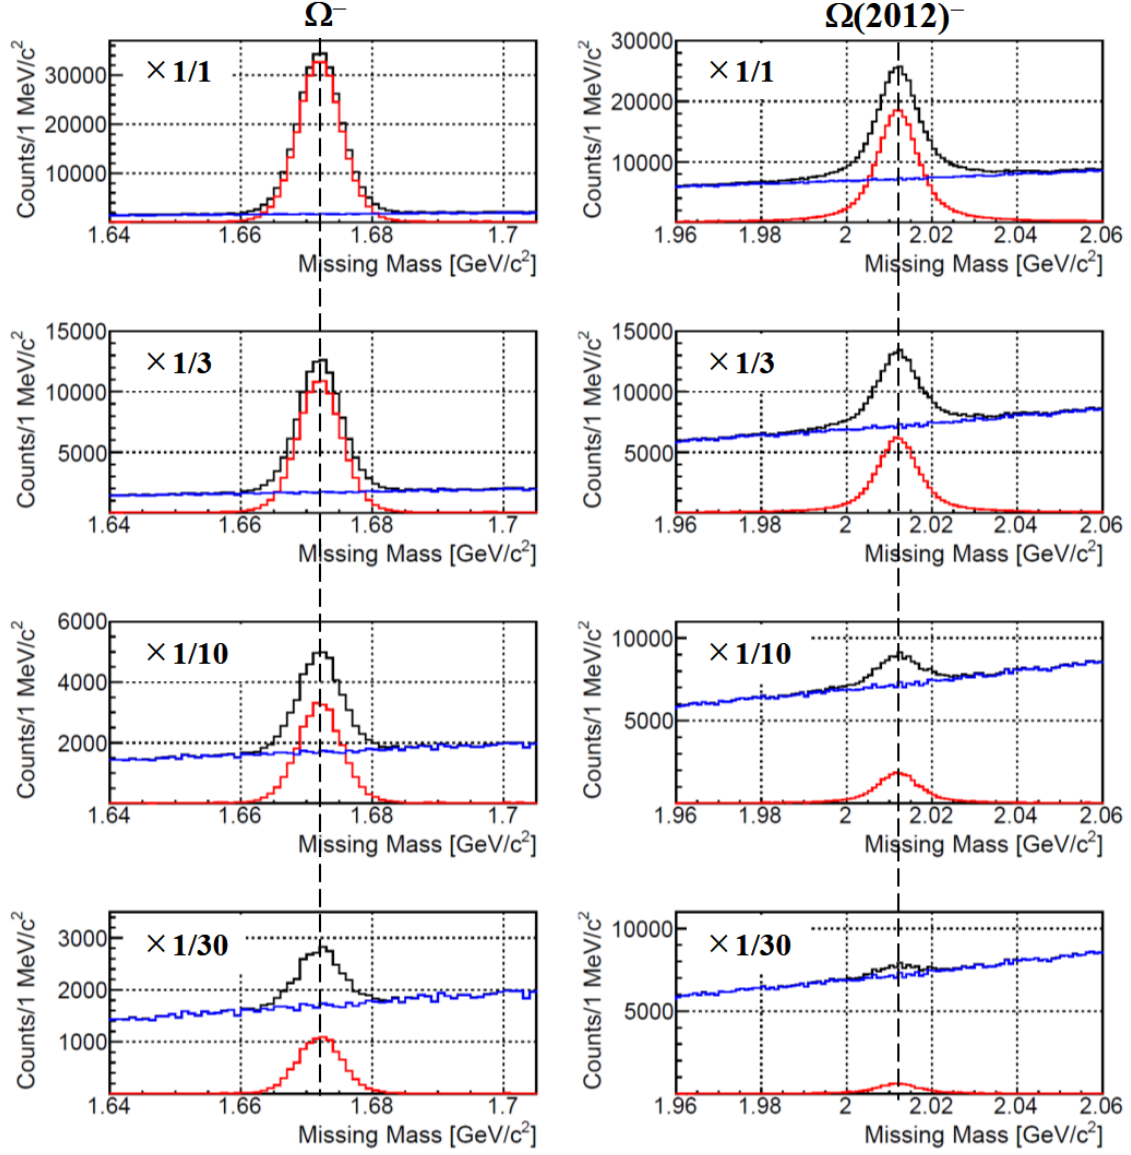 Ω⁻
Ω(2012)⁻
Counts/1 MeV/c²
30000
20000
10000
× 1/1
1.64 1.66 1.68 1.7
Missing Mass [GeV/c²]
Counts/1 MeV/c²
30000
20000
10000
× 1/1
1.96 1.98 2 2.02 2.04 2.06
Missing Mass [GeV/c²]
Counts/1 MeV/c²
15000
10000
5000
× 1/3
1.64 1.66 1.68 1.7
Missing Mass [GeV/c²]
Counts/1 MeV/c²
15000
10000
5000
× 1/3
1.96 1.98 2 2.02 2.04 2.06
Missing Mass [GeV/c²]
Counts/1 MeV/c²
6000
4000
2000
× 1/10
1.64 1.66 1.68 1.7
Missing Mass [GeV/c²]
Counts/1 MeV/c²
10000
5000
× 1/10
1.96 1.98 2 2.02 2.04 2.06
Missing Mass [GeV/c²]
Counts/1 MeV/c²
3000
2000
1000
× 1/30
1.64 1.66 1.68 1.7
Missing Mass [GeV/c²]
Counts/1 MeV/c²
10000
5000
× 1/30
1.96 1.98 2 2.02 2.04 2.06
Missing Mass [GeV/c²]